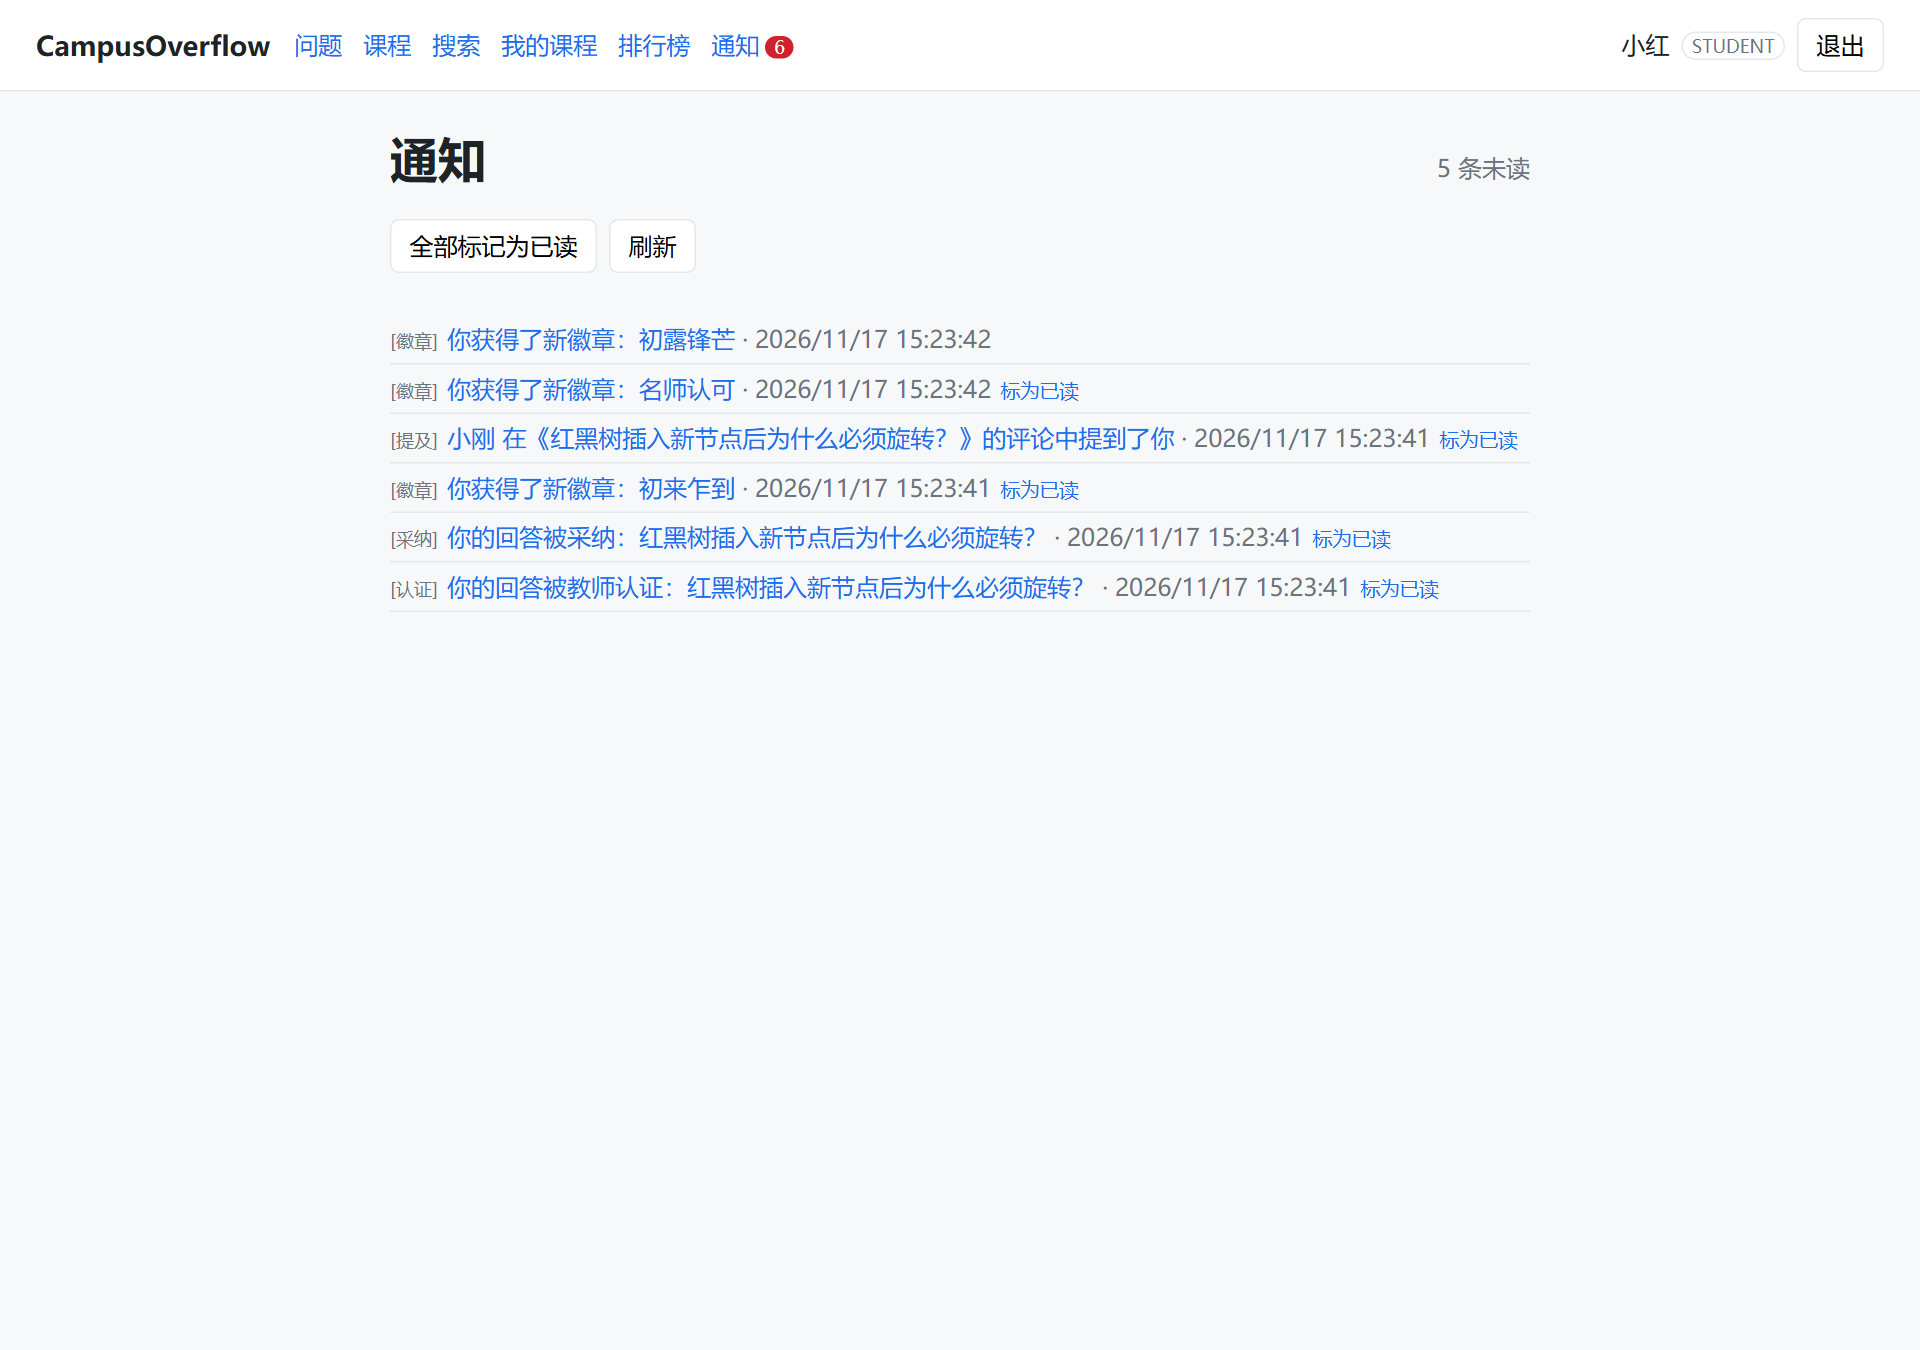 CampusOverflow 问题 课程 搜索 我的课程 排行榜 通知 6 小红 STUDENT 退出
通知 5 条未读
全部标记为已读 刷新
[徽章] 你获得了新徽章：初露锋芒 · 2026/11/17 15:23:42
[徽章] 你获得了新徽章：名师认可 · 2026/11/17 15:23:42 标为已读
[提及] 小刚 在《红黑树插入新节点后为什么必须旋转？》的评论中提到了你 · 2026/11/17 15:23:41 标为已读
[徽章] 你获得了新徽章：初来乍到 · 2026/11/17 15:23:41 标为已读
[采纳] 你的回答被采纳：红黑树插入新节点后为什么必须旋转？ · 2026/11/17 15:23:41 标为已读
[认证] 你的回答被教师认证：红黑树插入新节点后为什么必须旋转？ · 2026/11/17 15:23:41 标为已读